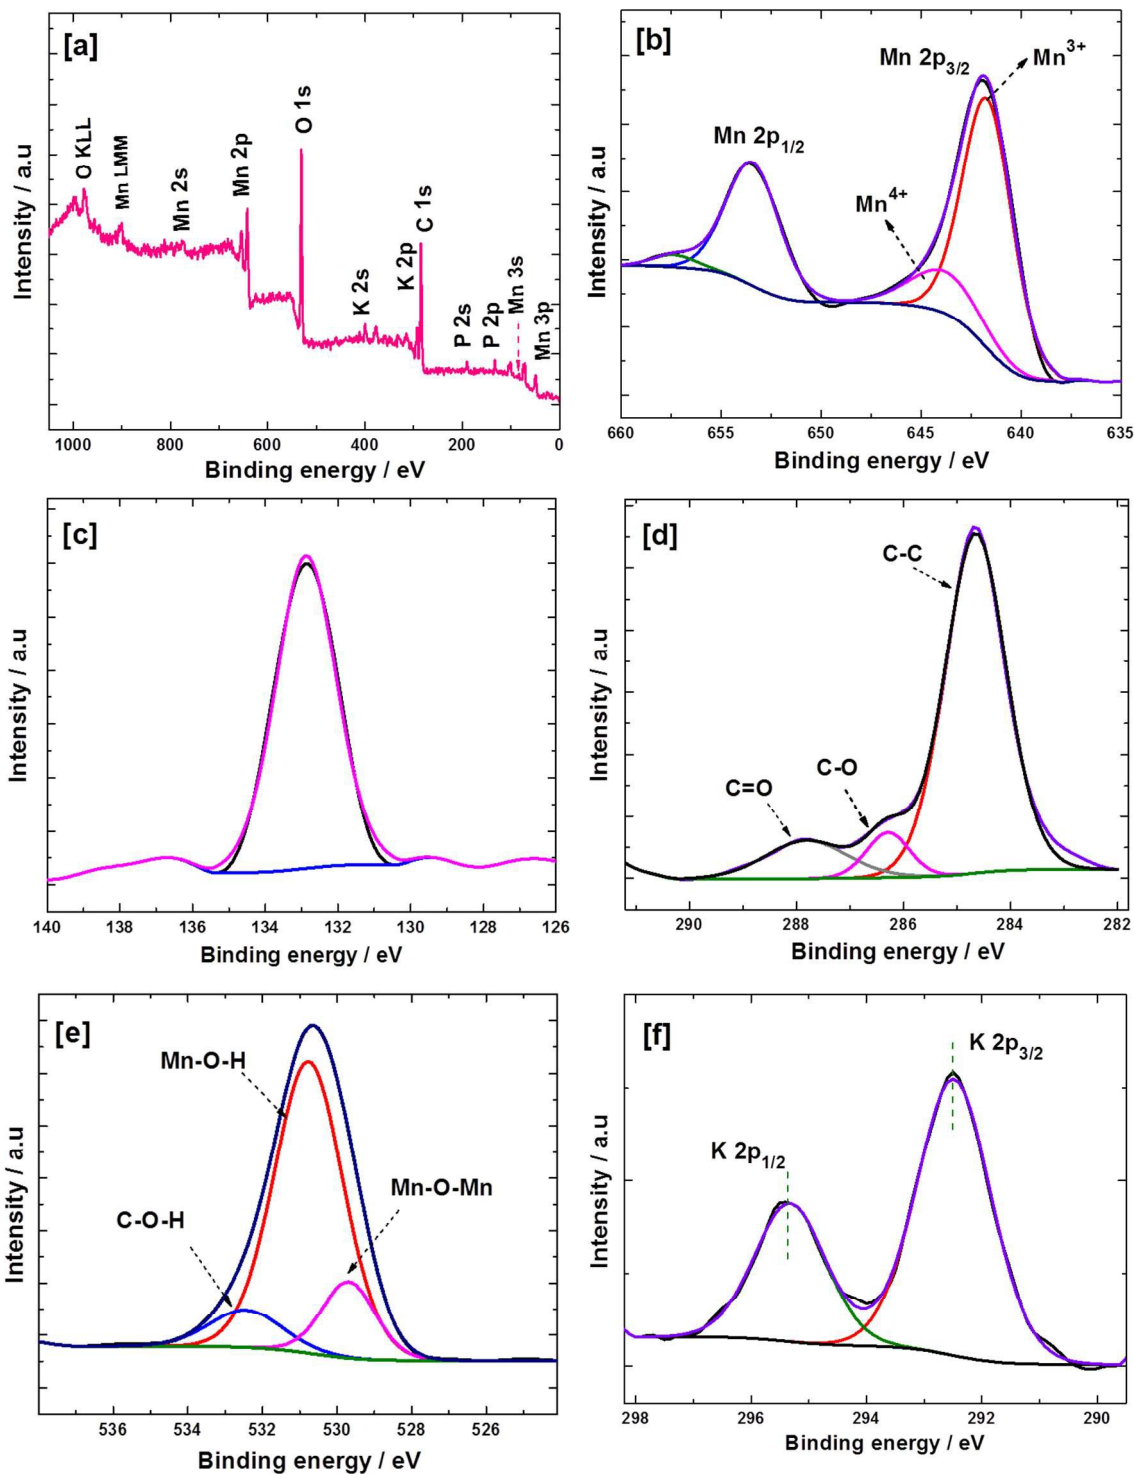 [a]
Intensity / a.u
O KLL
Mn LMM
Mn 2s
Mn 2p
O 1s
K 2s
K 2p
C 1s
P 2s
P 2p
Mn 3s
Mn 3p
1000 800 600 400 200 0
Binding energy / eV
[b]
Intensity / a.u
Mn 2p3/2
Mn3+
Mn 2p1/2
Mn4+
660 655 650 645 640 635
Binding energy / eV
[c]
Intensity / a.u
140 138 136 134 132 130 128 126
Binding energy / eV
[d]
Intensity / a.u
C-C
C-O
C=O
290 288 286 284 282
Binding energy / eV
[e]
Intensity / a.u
Mn-O-H
Mn-O-Mn
C-O-H
536 534 532 530 528 526
Binding energy / eV
[f]
Intensity / a.u
K 2p3/2
K 2p1/2
298 296 294 292 290
Binding energy / eV